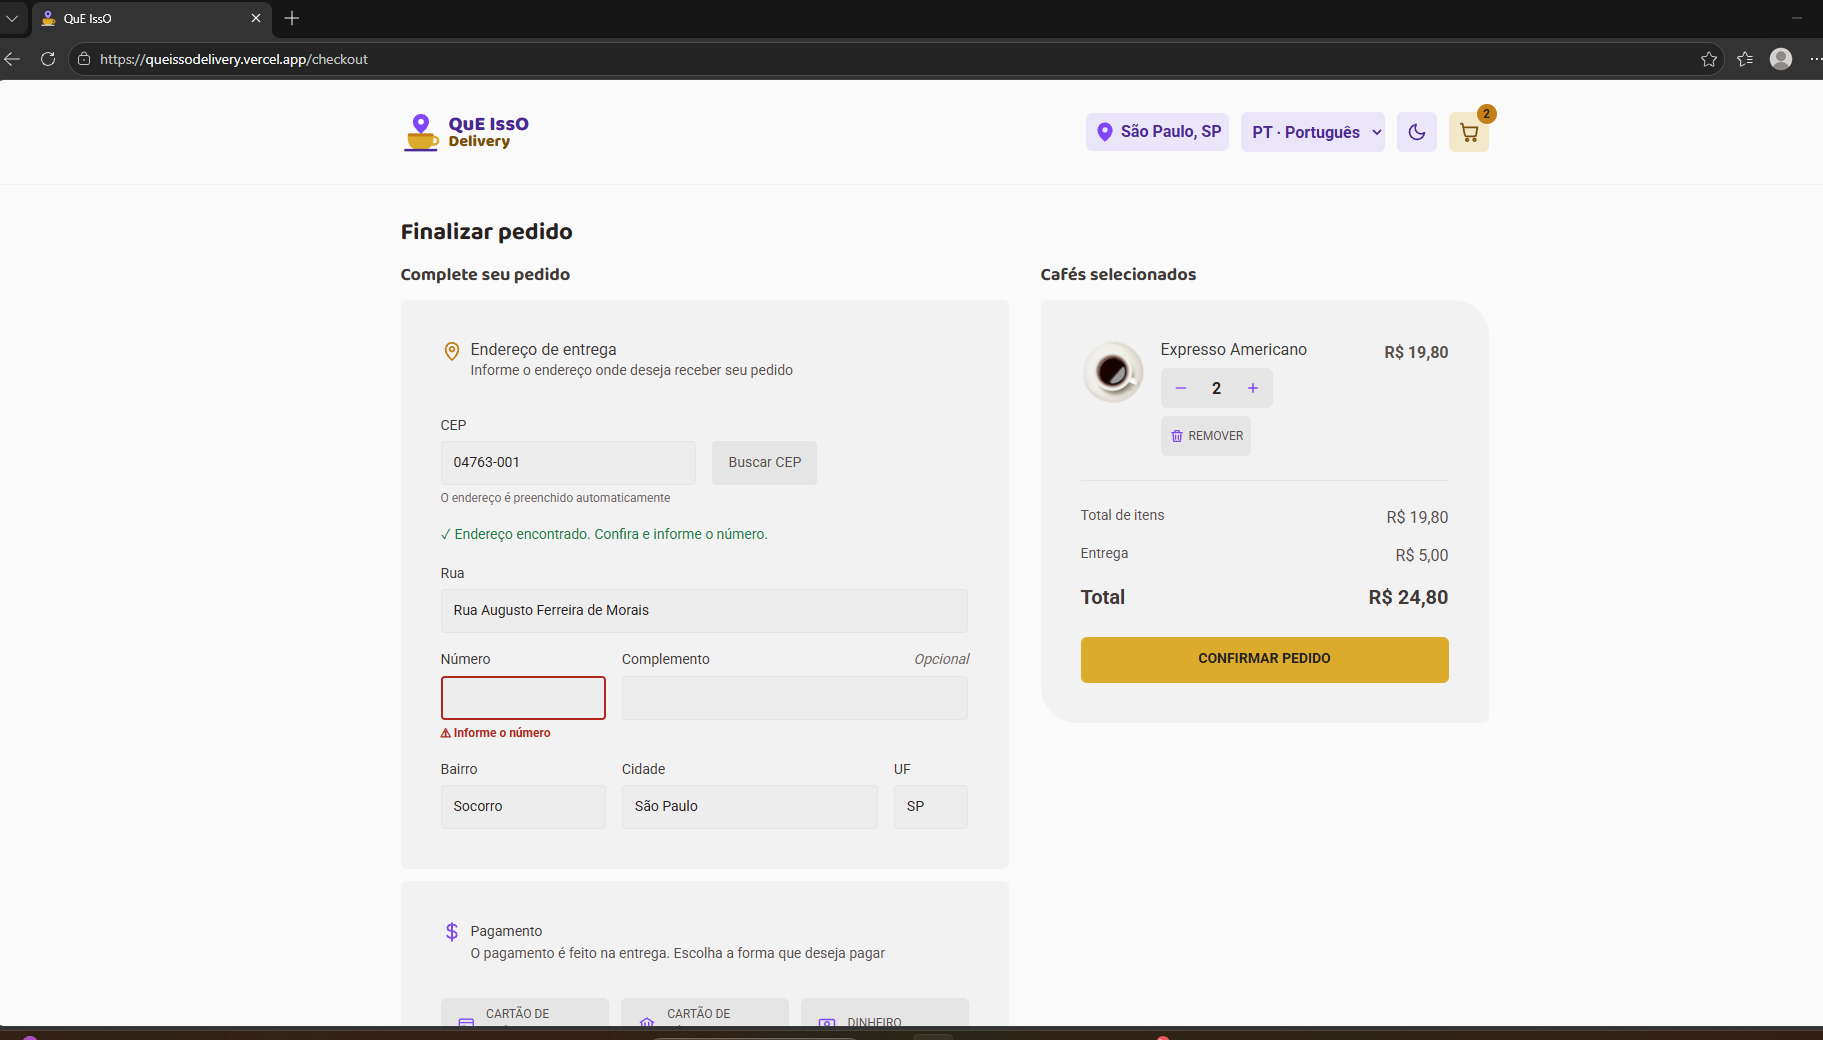 QuE IssO
https://queissodelivery.vercel.app/checkout
QuE IssO
Delivery
São Paulo, SP
PT · Português
2
Finalizar pedido
Complete seu pedido
Endereço de entrega
Informe o endereço onde deseja receber seu pedido
CEP
04763-001
Buscar CEP
O endereço é preenchido automaticamente
✓ Endereço encontrado. Confira e informe o número.
Rua
Rua Augusto Ferreira de Morais
Número
Complemento
Opcional
⚠ Informe o número
Bairro
Cidade
UF
Socorro
São Paulo
SP
Pagamento
O pagamento é feito na entrega. Escolha a forma que deseja pagar
CARTÃO DE
CARTÃO DE
DINHEIRO
Cafés selecionados
Expresso Americano
R$ 19,80
2
REMOVER
Total de itens
R$ 19,80
Entrega
R$ 5,00
Total
R$ 24,80
CONFIRMAR PEDIDO